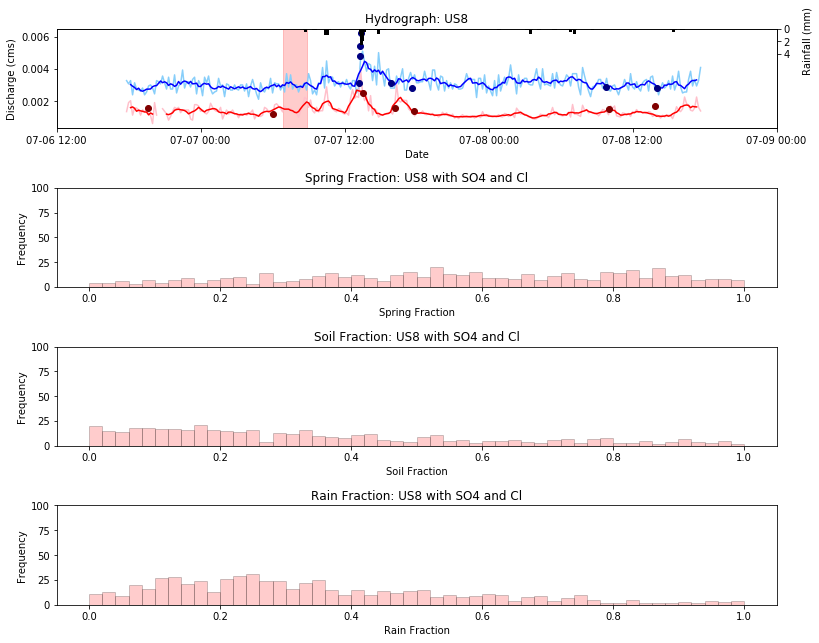 Hydrograph: US8
0.006
0.004
0.002
Discharge (cms)
0
2
4
Rainfall (mm)
07-06 12:00 07-07 00:00 07-07 12:00 07-08 00:00 07-08 12:00 07-09 00:00
Date
Spring Fraction: US8 with SO4 and Cl
100
75
50
25
0
Frequency
0.0 0.2 0.4 0.6 0.8 1.0
Spring Fraction
Soil Fraction: US8 with SO4 and Cl
100
75
50
25
0
Frequency
0.0 0.2 0.4 0.6 0.8 1.0
Soil Fraction
Rain Fraction: US8 with SO4 and Cl
100
75
50
25
0
Frequency
0.0 0.2 0.4 0.6 0.8 1.0
Rain Fraction